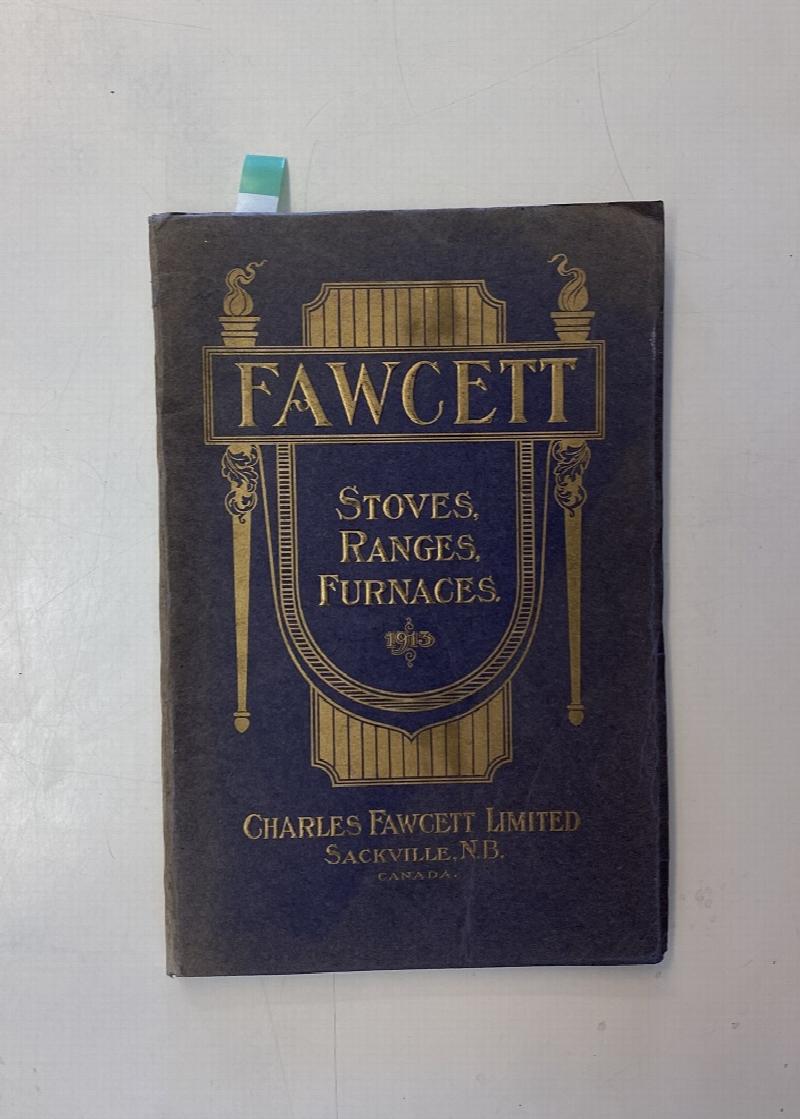 FAWCETT
STOVES,
RANGES,
FURNACES.
1913
CHARLES FAWCETT LIMITED
SACKVILLE, N.B.
CANADA.